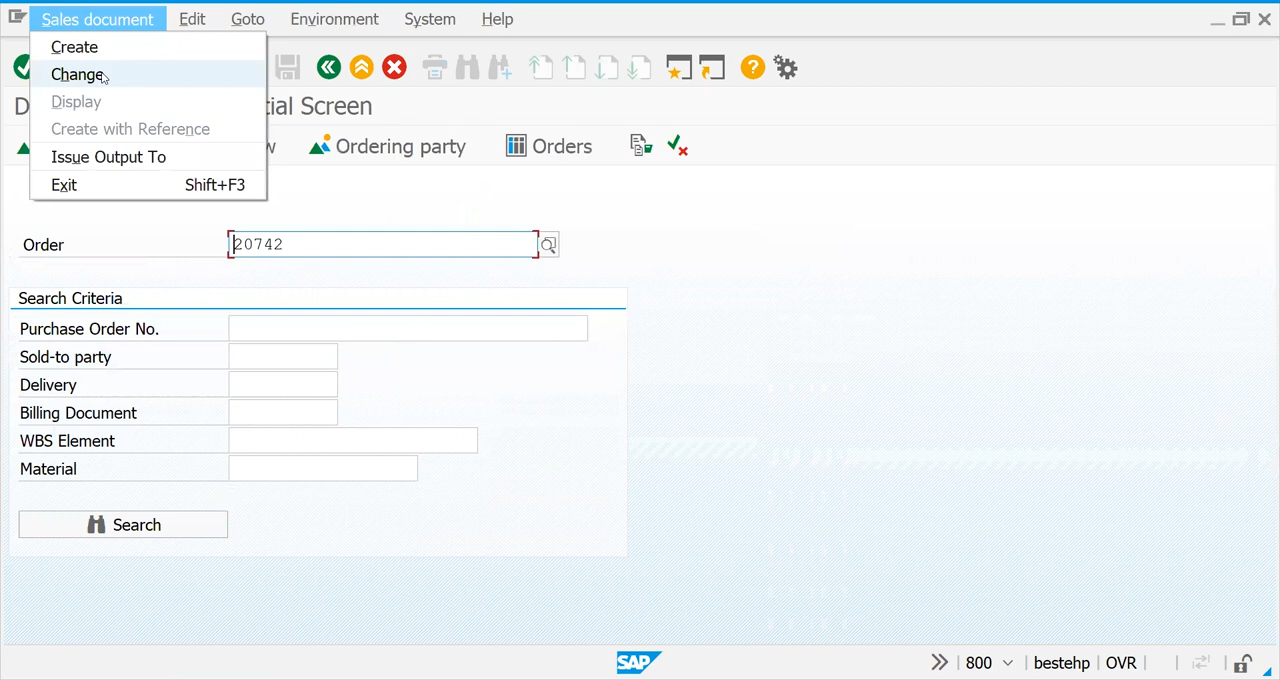 Sales document Edit Goto Environment System Help
Create
Change
Display
Create with Reference
Issue Output To
Exit Shift+F3
D tial Screen
w Ordering party Orders
Order 20742
Search Criteria
Purchase Order No.
Sold-to party
Delivery
Billing Document
WBS Element
Material
Search
SAP 800 bestehp OVR